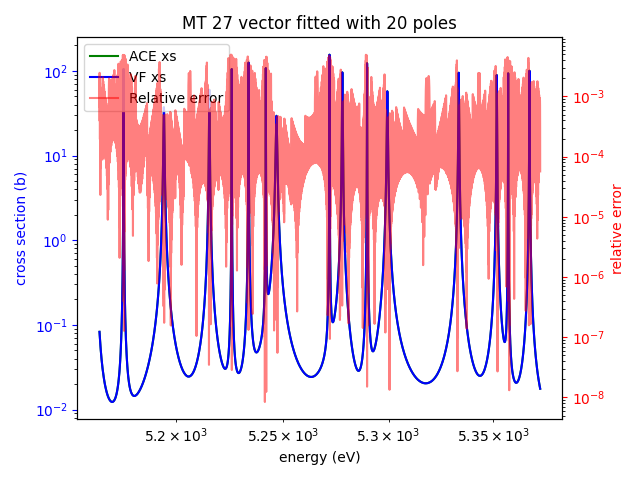 MT 27 vector fitted with 20 poles
ACE xs
VF xs
Relative error
cross section (b)
10²
10¹
10⁰
10⁻¹
10⁻²
relative error
10⁻³
10⁻⁴
10⁻⁵
10⁻⁶
10⁻⁷
10⁻⁸
5.2 × 10³
5.25 × 10³
5.3 × 10³
5.35 × 10³
energy (eV)